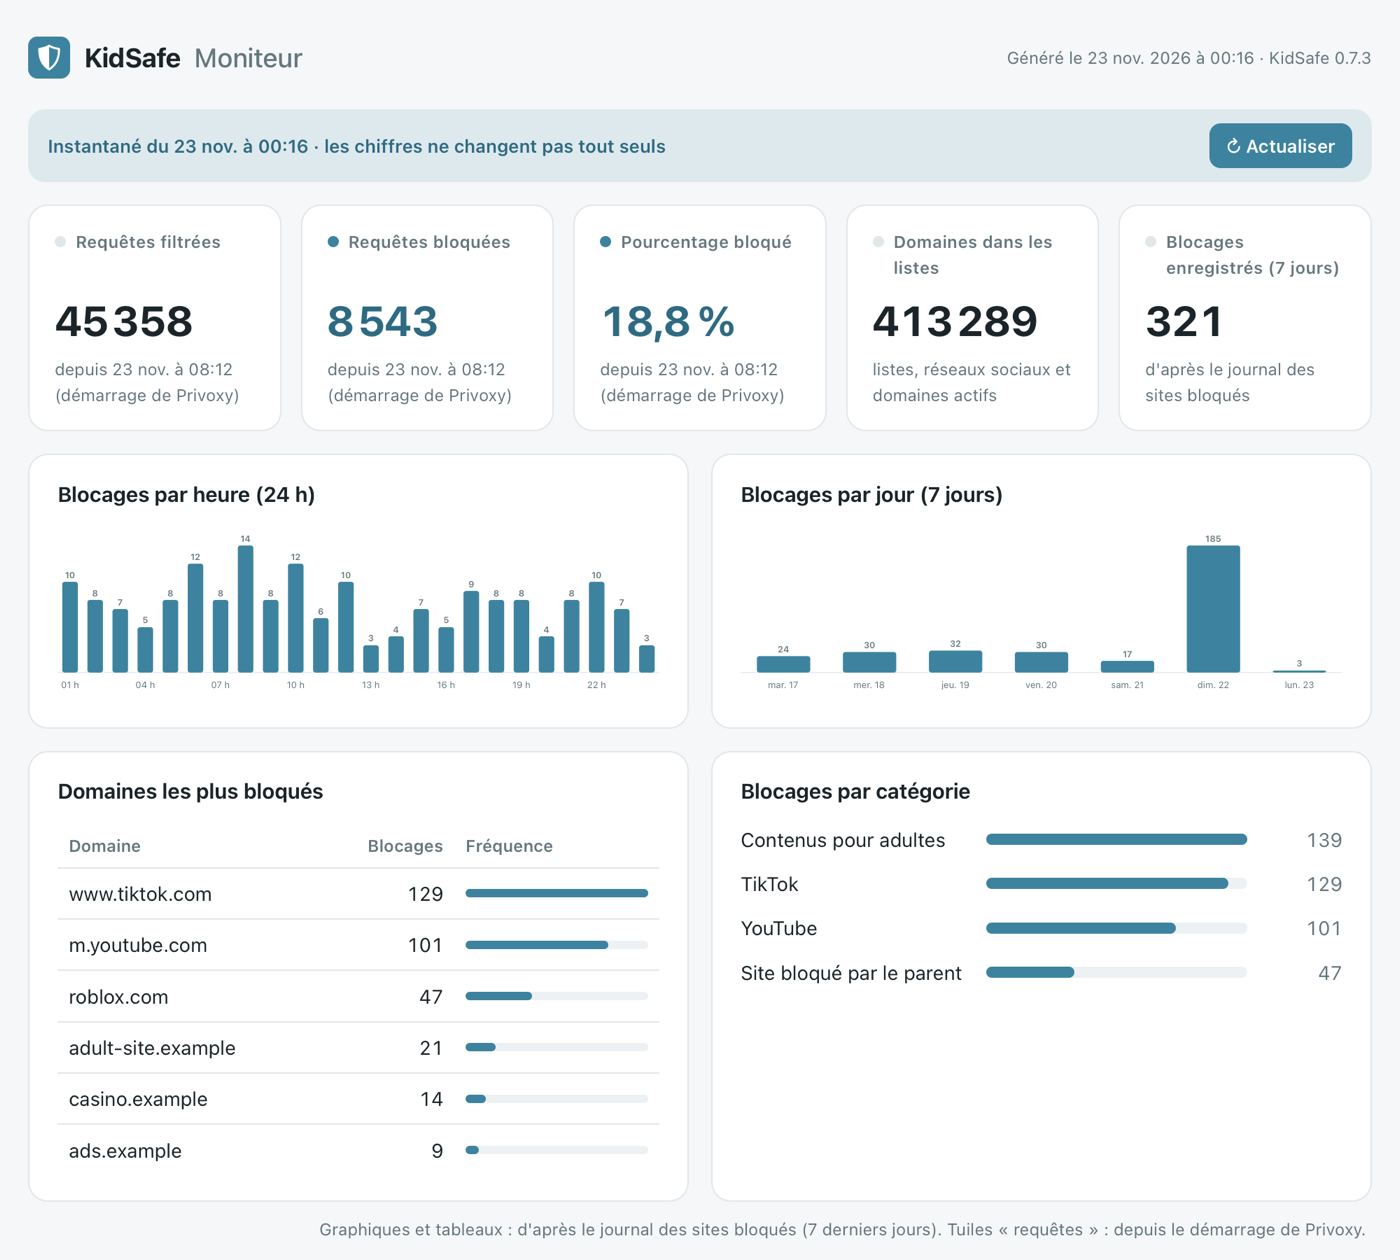 KidSafe Moniteur
Généré le 23 nov. 2026 à 00:16 · KidSafe 0.7.3
Instantané du 23 nov. à 00:16 · les chiffres ne changent pas tout seuls
↻ Actualiser
Requêtes filtrées
45 358
depuis 23 nov. à 08:12
(démarrage de Privoxy)
Requêtes bloquées
8 543
depuis 23 nov. à 08:12
(démarrage de Privoxy)
Pourcentage bloqué
18,8 %
depuis 23 nov. à 08:12
(démarrage de Privoxy)
Domaines dans les
listes
413 289
listes, réseaux sociaux et
domaines actifs
Blocages
enregistrés (7 jours)
321
d'après le journal des
sites bloqués
Blocages par heure (24 h)
10 8 7 5 8 12 8 14 8 12 6 10 3 4 7 5 9 8 8 4 8 10 7 3
01 h 04 h 07 h 10 h 13 h 16 h 19 h 22 h
Blocages par jour (7 jours)
24 30 32 30 17 185 3
mar. 17 mer. 18 jeu. 19 ven. 20 sam. 21 dim. 22 lun. 23
Domaines les plus bloqués
Domaine Blocages Fréquence
www.tiktok.com 129
m.youtube.com 101
roblox.com 47
adult-site.example 21
casino.example 14
ads.example 9
Blocages par catégorie
Contenus pour adultes 139
TikTok 129
YouTube 101
Site bloqué par le parent 47
Graphiques et tableaux : d'après le journal des sites bloqués (7 derniers jours). Tuiles « requêtes » : depuis le démarrage de Privoxy.